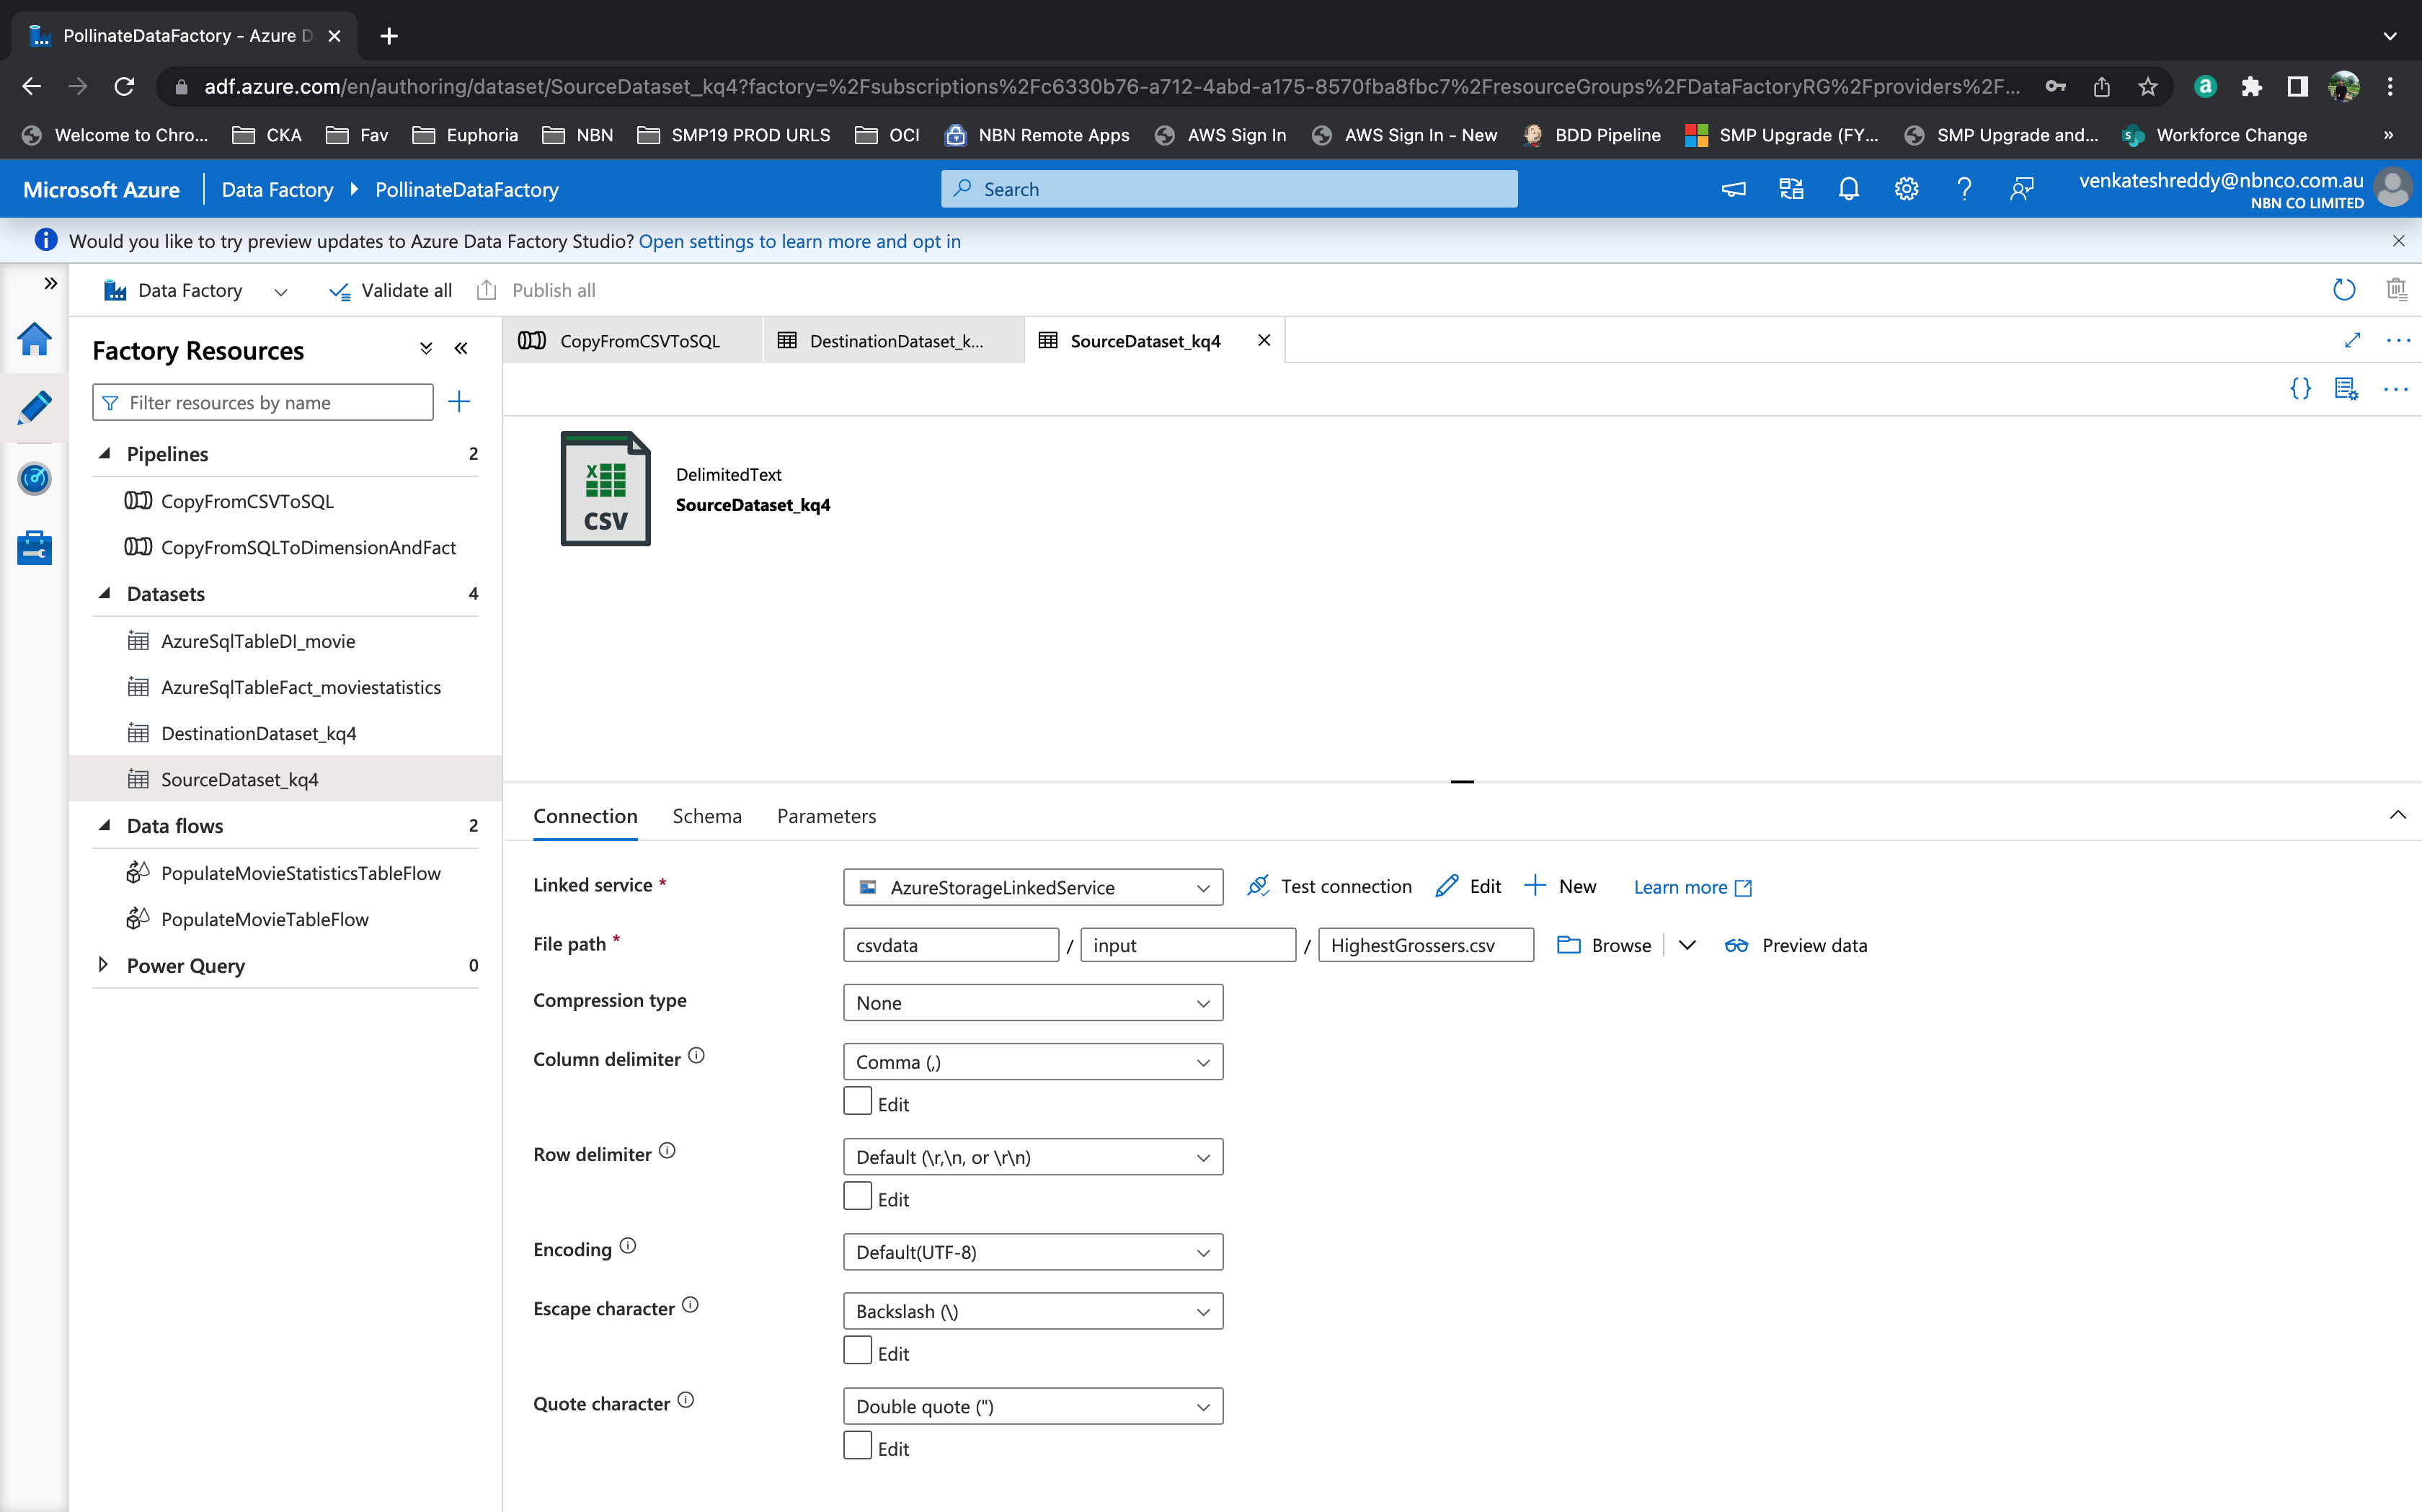 PollinateDataFactory - Azure D
adf.azure.com/en/authoring/dataset/SourceDataset_kq4?factory=%2Fsubscriptions%2Fc6330b76-a712-4abd-a175-8570fba8fbc7%2FresourceGroups%2FDataFactoryRG%2Fproviders%2F...
Welcome to Chro... CKA Fav Euphoria NBN SMP19 PROD URLS OCI NBN Remote Apps AWS Sign In AWS Sign In - New BDD Pipeline SMP Upgrade (FY... SMP Upgrade and... Workforce Change »
Microsoft Azure Data Factory PollinateDataFactory Search venkateshreddy@nbnco.com.au
NBN CO LIMITED
Would you like to try preview updates to Azure Data Factory Studio? Open settings to learn more and opt in
Data Factory Validate all Publish all
Factory Resources
CopyFromCSVToSQL DestinationDataset_k... SourceDataset_kq4
Filter resources by name
Pipelines 2
CopyFromCSVToSQL
CopyFromSQLToDimensionAndFact
Datasets 4
AzureSqlTableDI_movie
AzureSqlTableFact_moviestatistics
DestinationDataset_kq4
SourceDataset_kq4
Data flows 2
PopulateMovieStatisticsTableFlow
PopulateMovieTableFlow
Power Query 0
X
CSV
DelimitedText
SourceDataset_kq4
Connection Schema Parameters
Linked service * AzureStorageLinkedService Test connection Edit New Learn more
File path * csvdata / input / HighestGrossers.csv Browse Preview data
Compression type None
Column delimiter Comma (,)
Edit
Row delimiter Default (\r,\n, or \r\n)
Edit
Encoding Default(UTF-8)
Escape character Backslash (\)
Edit
Quote character Double quote (")
Edit